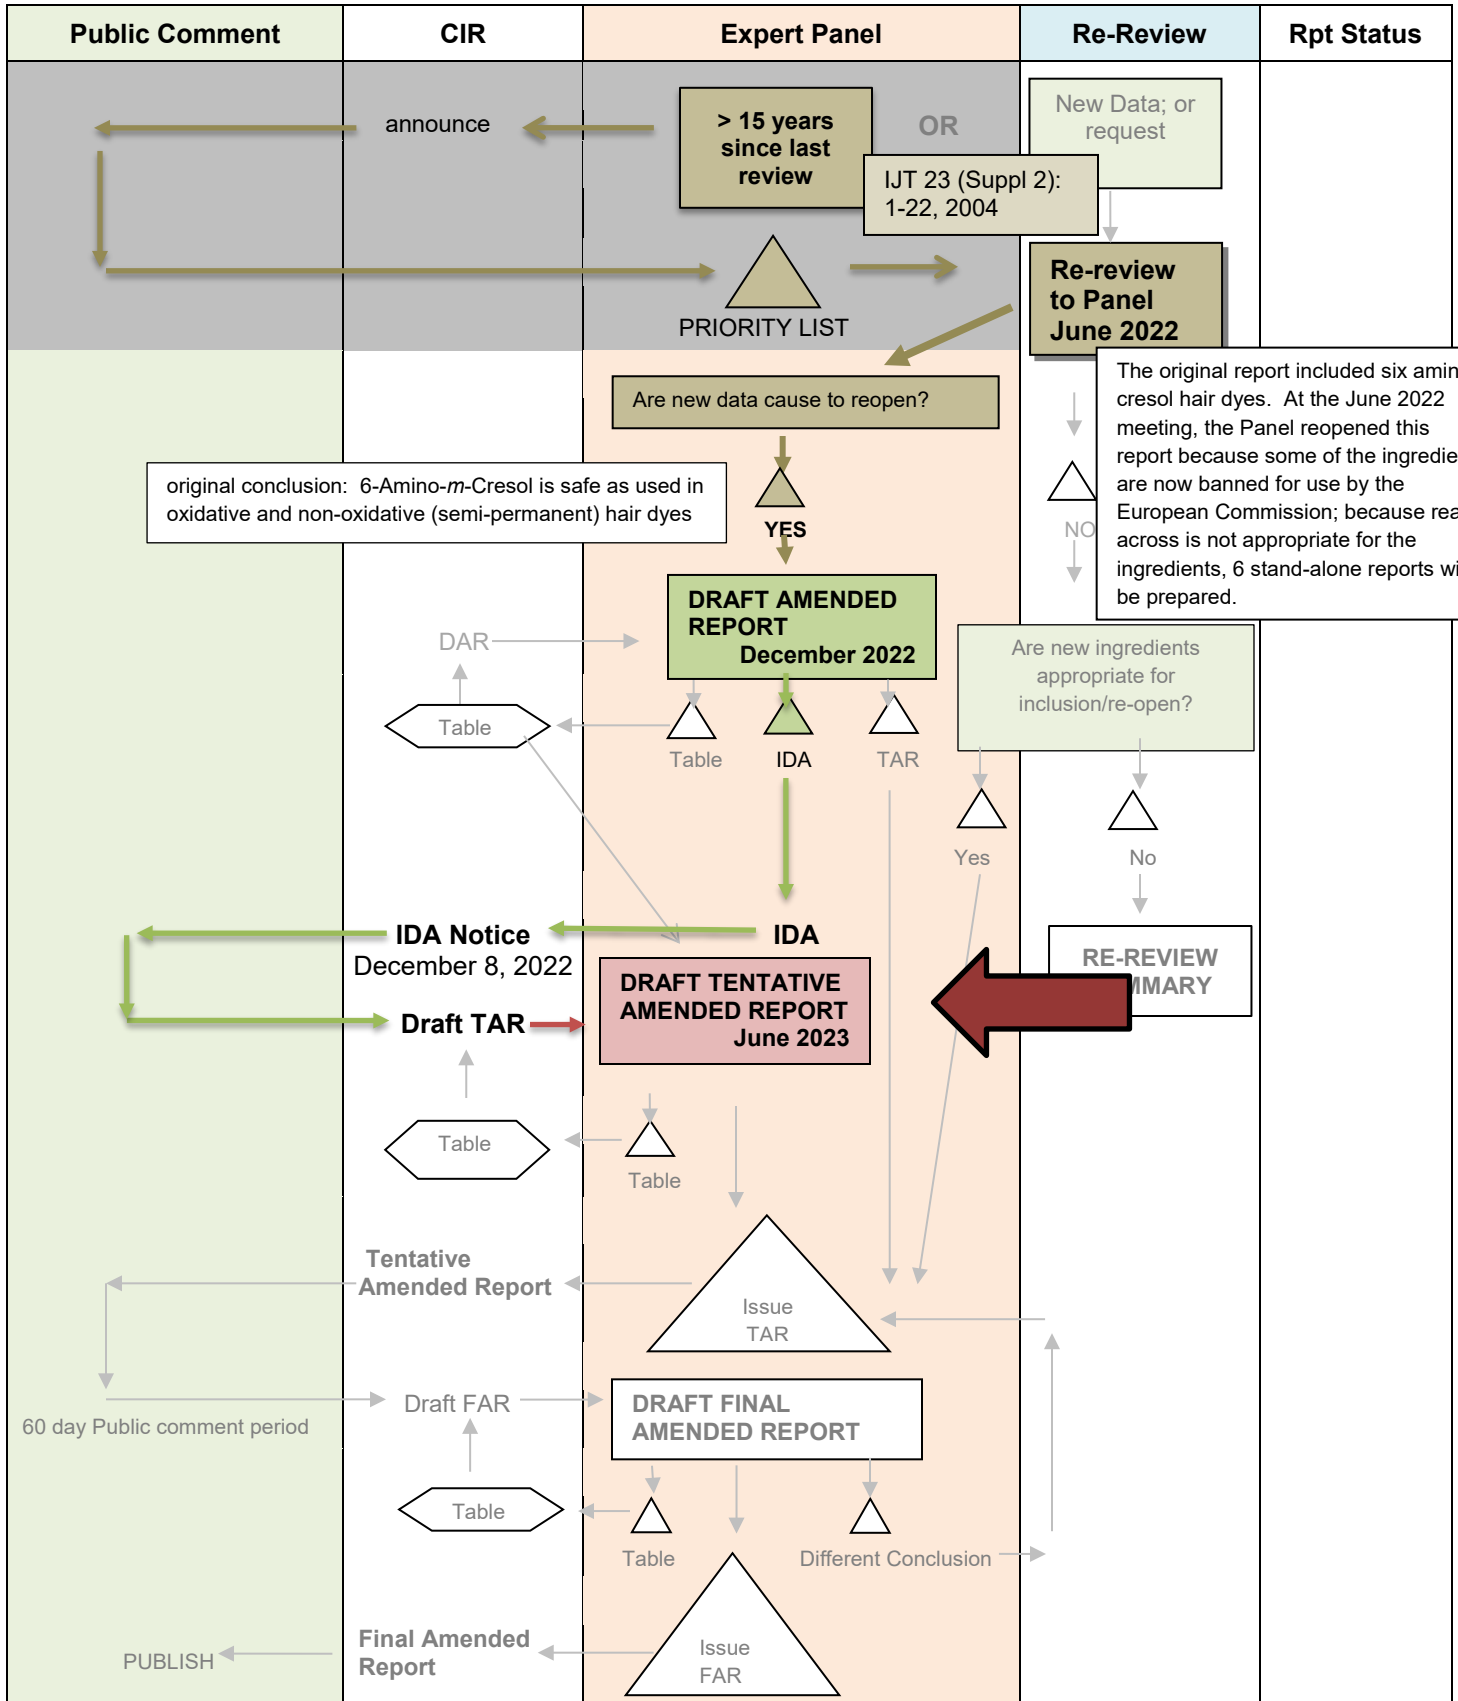 Public Comment
CIR
Expert Panel
Re-Review
Rpt Status
announce
> 15 years
since last
review
OR
New Data; or
request
IJT 23 (Suppl 2):
1-22, 2004
PRIORITY LIST
Re-review
to Panel
June 2022
Are new data cause to reopen?
The original report included six
cresol hair dyes. At the June 2022
meeting, the Panel reopened this
report because some of the
are now banned for use by the
European Commission; because
across is not appropriate for the
ingredients, 6 stand-alone reports
be prepared.
original conclusion: 6-Amino-m-Cresol is safe as used in
oxidative and non-oxidative (semi-permanent) hair dyes
YES
NO
DRAFT AMENDED
REPORT
December 2022
DAR
Table
Table
IDA
TAR
Are new ingredients
appropriate for
inclusion/re-open?
Yes
No
IDA Notice
December 8, 2022
IDA
RE-REVIEW
DRAFT TENTATIVE
AMENDED REPORT
June 2023
Draft TAR
Table
Table
Tentative
Amended Report
Issue
TAR
60 day Public comment period
Draft FAR
DRAFT FINAL
AMENDED REPORT
Table
Table
Different Conclusion
PUBLISH
Final Amended
Report
Issue
FAR